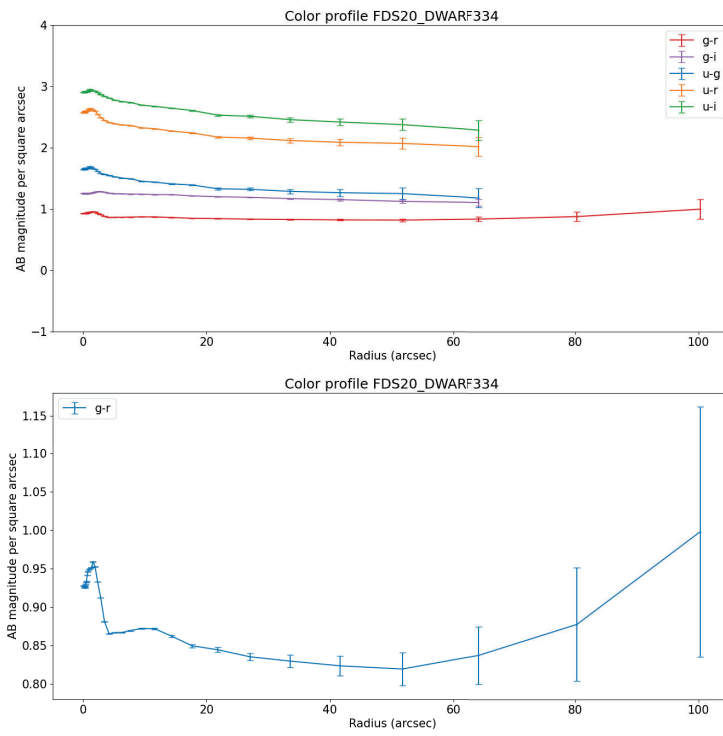 Color profile FDS20_DWARF334
AB magnitude per square arcsec
4
3
2
1
0
−1
g-r
g-i
u-g
u-r
u-i
0
20
40
60
80
100
Radius (arcsec)
Color profile FDS20_DWARF334
AB magnitude per square arcsec
g-r
1.15
1.10
1.05
1.00
0.95
0.90
0.85
0.80
0
20
40
60
80
100
Radius (arcsec)